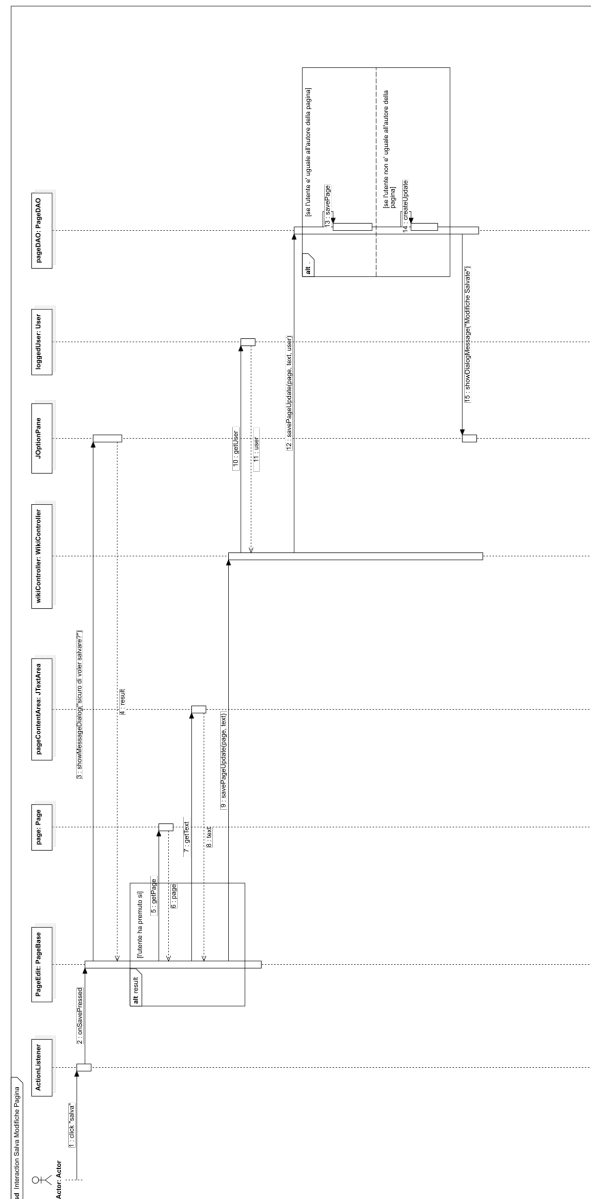 sd Interaction Salva Modifiche Pagina
Actor: Actor
ActionListener
PageEdit: PageBase
page: Page
pageContentArea: JTextArea
wikiController: WikiController
JOptionPane
loggedUser: User
pageDAO: PageDAO
1 : click "salva"
2 : onSavePressed
3 : showMessageDialog("sicuro di voler salvare?")
4 : result
alt result
[l'utente ha premuto si]
5 : getPage
6 : page
7 : getText
8 : text
9 : savePageUpdate(page, text)
10 : getUser
11 : user
12 : savePageUpdate(page, text, user)
alt
[se l'utente e' uguale all'autore della pagina]
13 : savePage
[se l'utente non e' uguale all'autore della
pagina]
14 : createUpdate
15 : showDialogMessage("Modifiche Salvate")